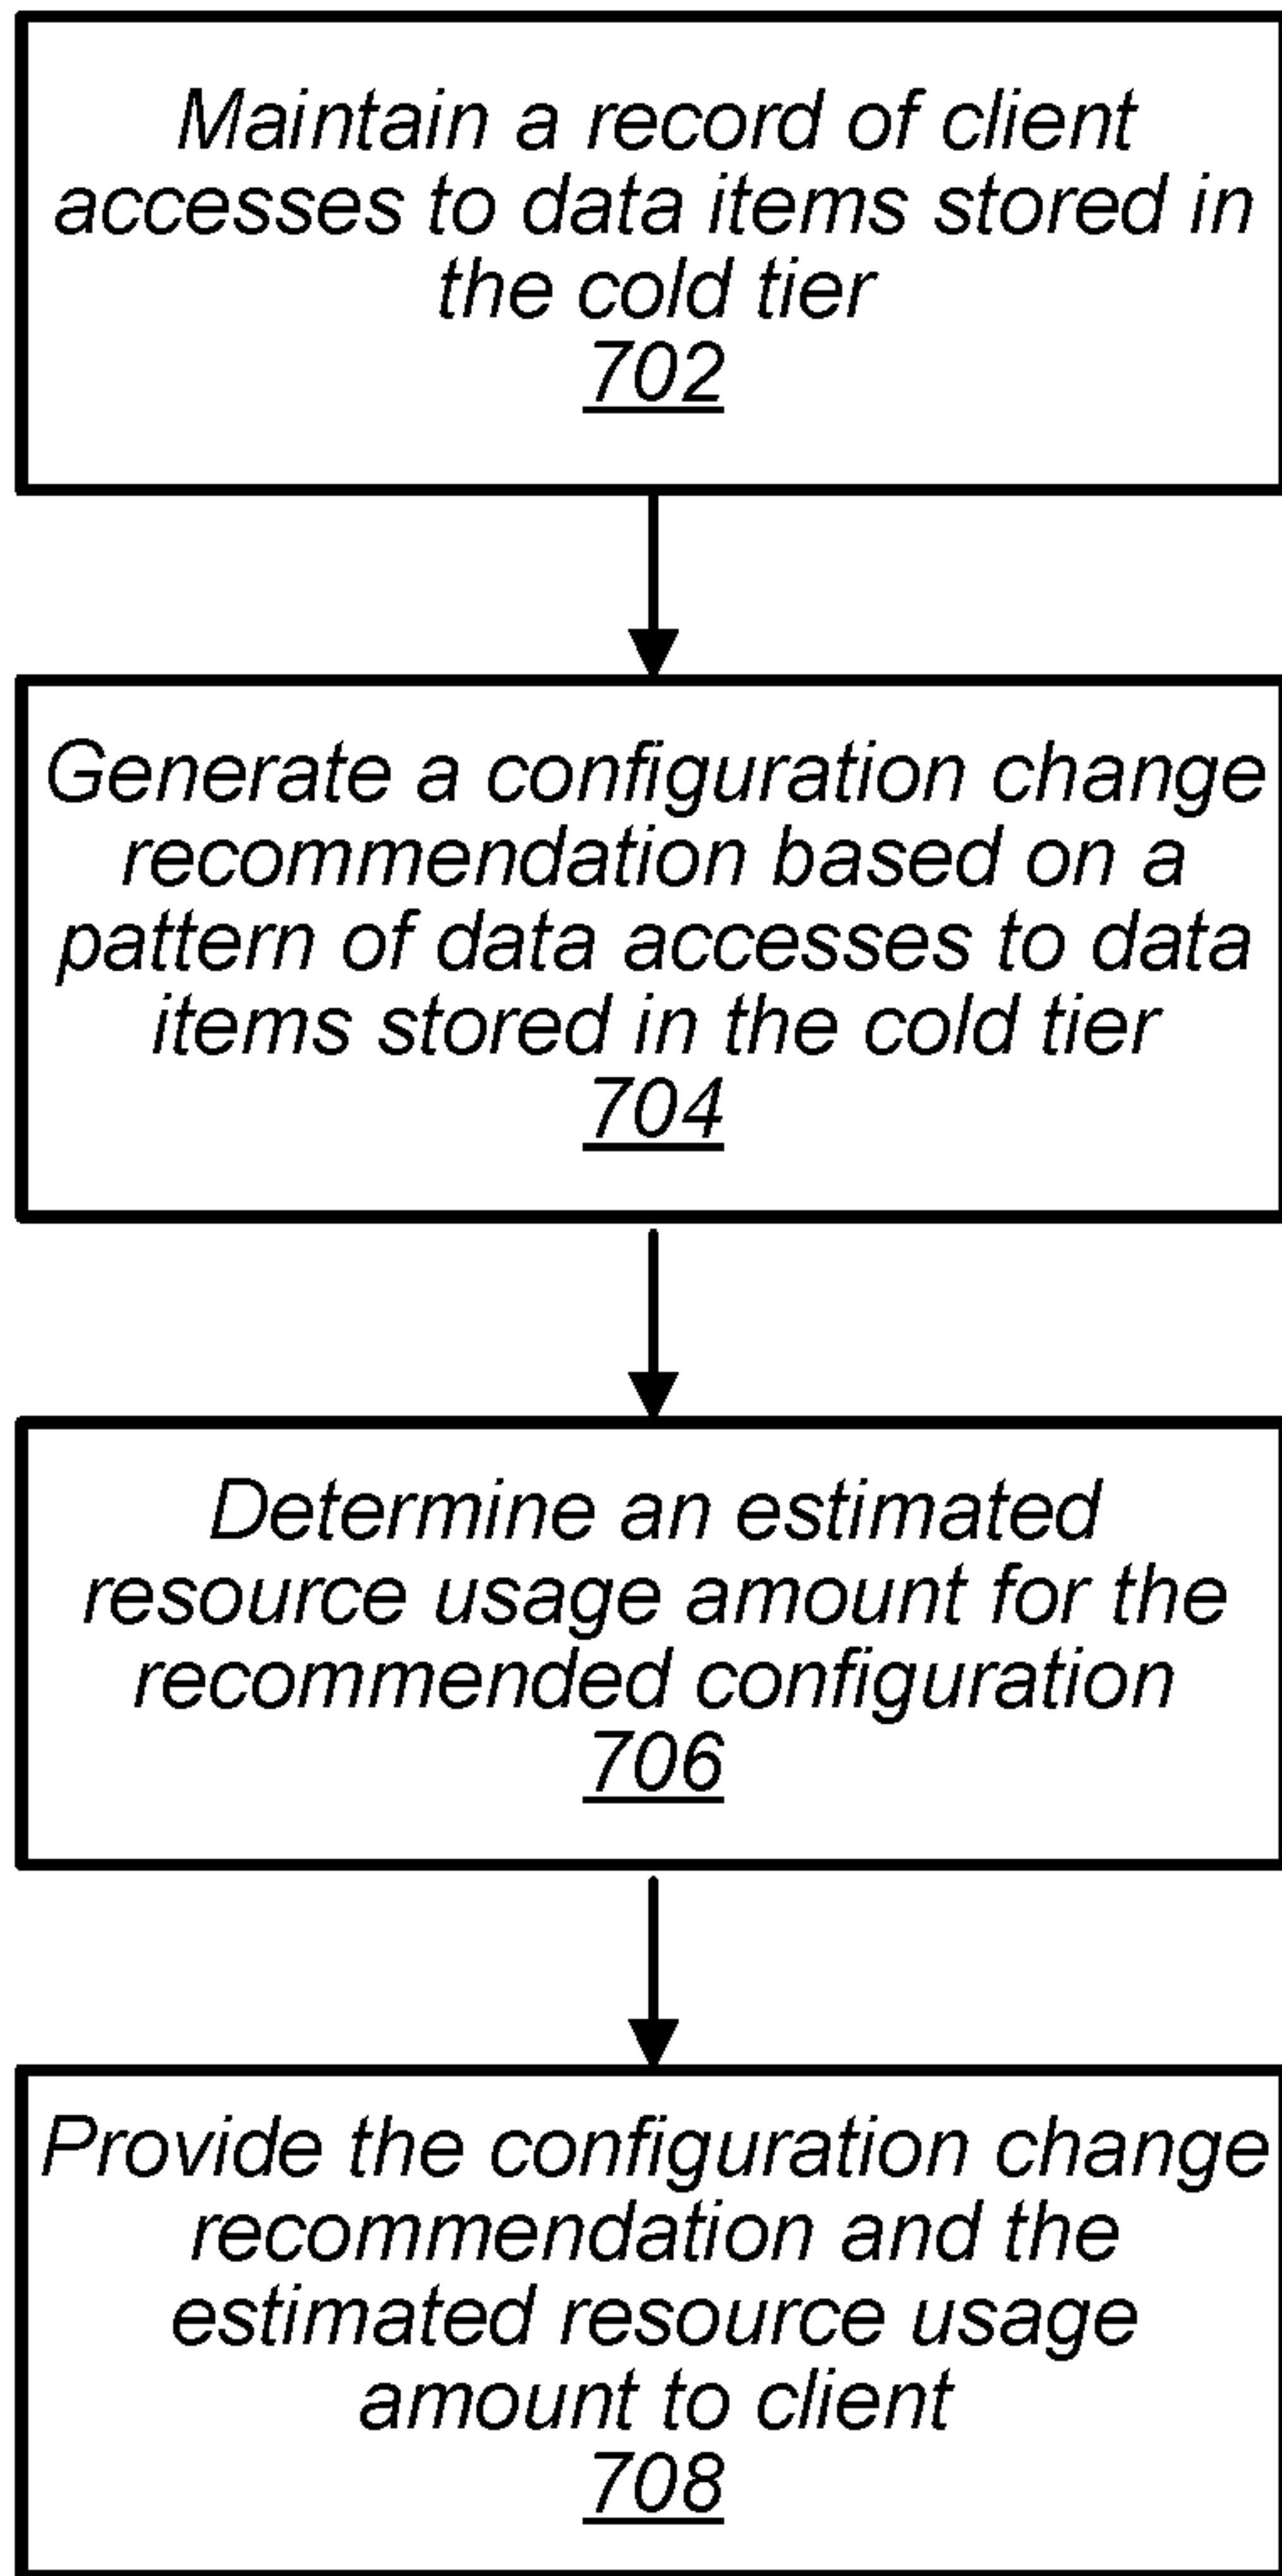 Maintain a record of client
accesses to data items stored in
the cold tier
702
Generate a configuration change
recommendation based on a
pattern of data accesses to data
items stored in the cold tier
704
Determine an estimated
resource usage amount for the
recommended configuration
706
Provide the configuration change
recommendation and the
estimated resource usage
amount to client
708